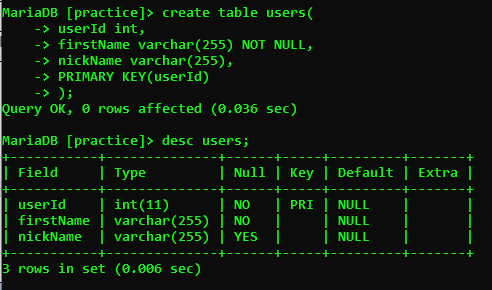 MariaDB [practice]> create table users(
    -> userId int,
    -> firstName varchar(255) NOT NULL,
    -> nickName varchar(255),
    -> PRIMARY KEY(userId)
    -> );
Query OK, 0 rows affected (0.036 sec)

MariaDB [practice]> desc users;
+-----------+--------------+------+-----+---------+-------+
| Field     | Type         | Null | Key | Default | Extra |
+-----------+--------------+------+-----+---------+-------+
| userId    | int(11)      | NO   | PRI | NULL    |       |
| firstName | varchar(255) | NO   |     | NULL    |       |
| nickName  | varchar(255) | YES  |     | NULL    |       |
+-----------+--------------+------+-----+---------+-------+
3 rows in set (0.006 sec)